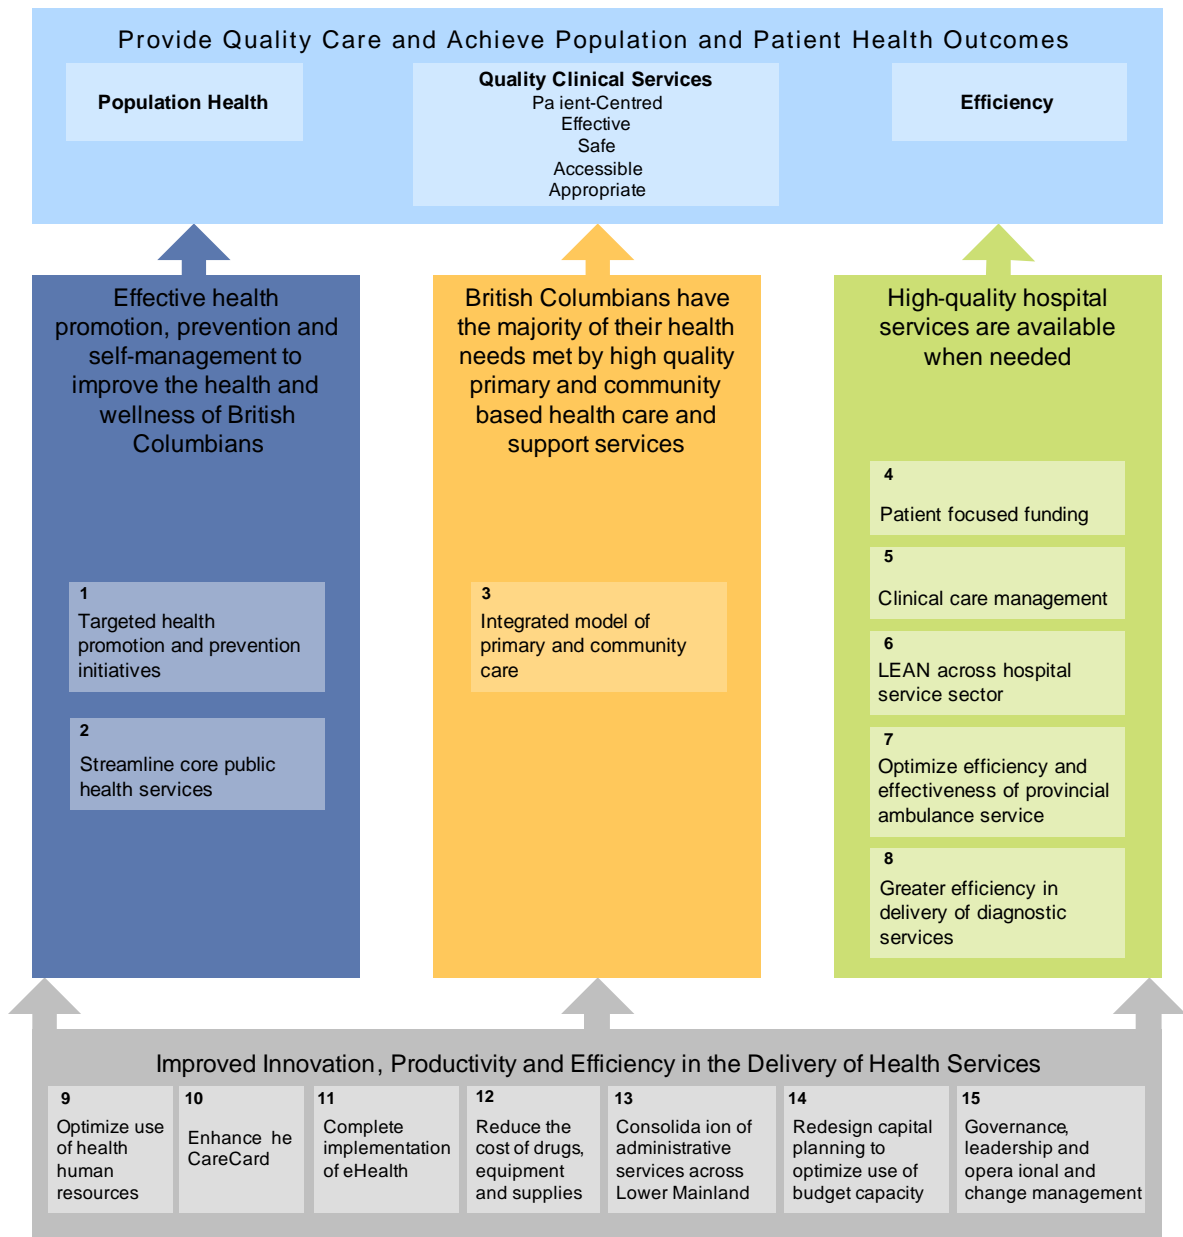 Provide Quality Care and Achieve Population and Patient Health Outcomes
Population Health
Quality Clinical Services
Pa ient-Centred
Effective
Safe
Accessible
Appropriate
Efficiency
Effective health
promotion, prevention and
self-management to
improve the health and
wellness of British
Columbians
1
Targeted health
promotion and prevention
initiatives
2
Streamline core public
health services
British Columbians have
the majority of their health
needs met by high quality
primary and community
based health care and
support services
3
Integrated model of
primary and community
care
High-quality hospital
services are available
when needed
4
Patient focused funding
5
Clinical care management
6
LEAN across hospital
service sector
7
Optimize efficiency and
effectiveness of provincial
ambulance service
8
Greater efficiency in
delivery of diagnostic
services
Improved Innovation, Productivity and Efficiency in the Delivery of Health Services
9
Optimize use
of health
human
resources
10
Enhance he
CareCard
11
Complete
implementation
of eHealth
12
Reduce the
cost of drugs,
equipment
and supplies
13
Consolida ion of
administrative
services across
Lower Mainland
14
Redesign capital
planning to
optimize use of
budget capacity
15
Governance,
leadership and
opera ional and
change management